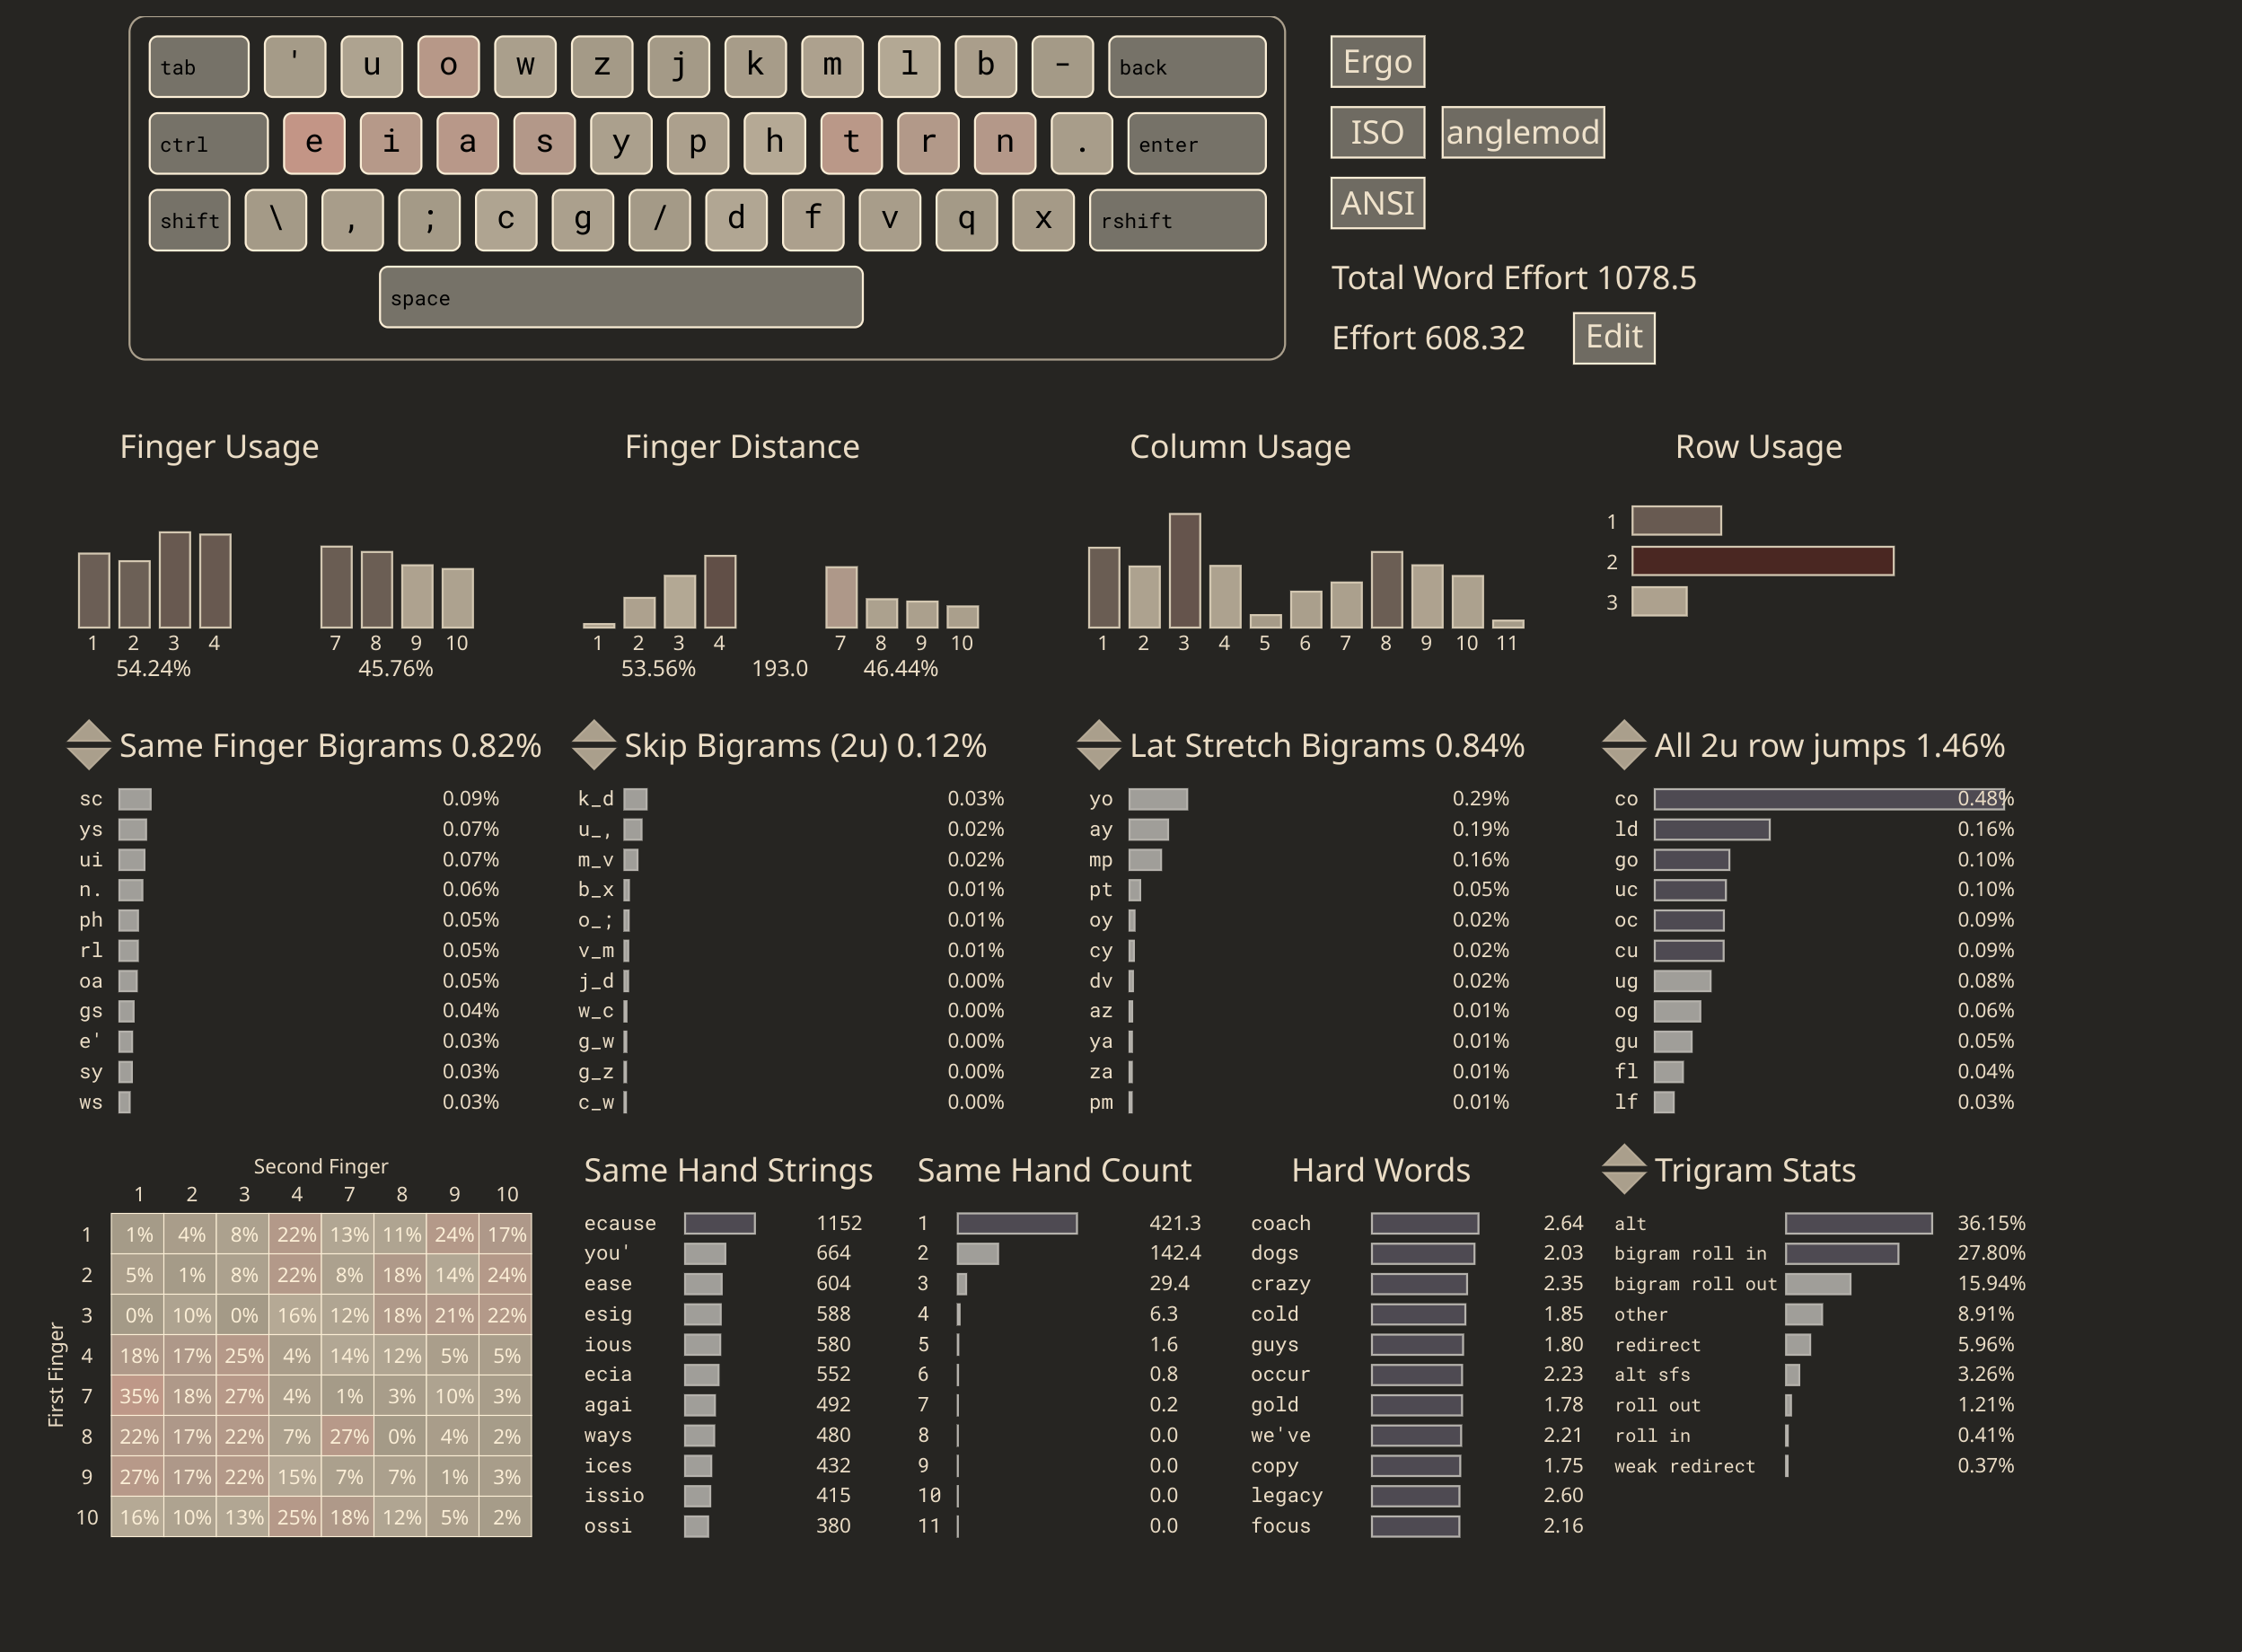 tab ' u o w z j k m l b - back
ctrl e i a s y p h t r n . enter
shift \ , ; c g / d f v q x rshift
space
Ergo
ISO anglemod
ANSI
Total Word Effort 1078.5
Effort 608.32 Edit
Finger Usage
1 2 3 4 7 8 9 10
54.24% 45.76%
Finger Distance
1 2 3 4 7 8 9 10
53.56% 193.0 46.44%
Column Usage
1 2 3 4 5 6 7 8 9 10 11
Row Usage
1
2
3
Same Finger Bigrams 0.82%
sc 0.09%
ys 0.07%
ui 0.07%
n. 0.06%
ph 0.05%
rl 0.05%
oa 0.05%
gs 0.04%
e' 0.03%
sy 0.03%
ws 0.03%
Skip Bigrams (2u) 0.12%
k_d 0.03%
u_, 0.02%
m_v 0.02%
b_x 0.01%
o_; 0.01%
v_m 0.01%
j_d 0.00%
w_c 0.00%
g_w 0.00%
g_z 0.00%
c_w 0.00%
Lat Stretch Bigrams 0.84%
yo 0.29%
ay 0.19%
mp 0.16%
pt 0.05%
oy 0.02%
cy 0.02%
dv 0.02%
az 0.01%
ya 0.01%
za 0.01%
pm 0.01%
All 2u row jumps 1.46%
co 0.48%
ld 0.16%
go 0.10%
uc 0.10%
oc 0.09%
cu 0.09%
ug 0.08%
og 0.06%
gu 0.05%
fl 0.04%
lf 0.03%
Second Finger
1 2 3 4 7 8 9 10
First Finger
1 1% 4% 8% 22% 13% 11% 24% 17%
2 5% 1% 8% 22% 8% 18% 14% 24%
3 0% 10% 0% 16% 12% 18% 21% 22%
4 18% 17% 25% 4% 14% 12% 5% 5%
7 35% 18% 27% 4% 1% 3% 10% 3%
8 22% 17% 22% 7% 27% 0% 4% 2%
9 27% 17% 22% 15% 7% 7% 1% 3%
10 16% 10% 13% 25% 18% 12% 5% 2%
Same Hand Strings
ecause 1152
you' 664
ease 604
esig 588
ious 580
ecia 552
agai 492
ways 480
ices 432
issio 415
ossi 380
Same Hand Count
1 421.3
2 142.4
3 29.4
4 6.3
5 1.6
6 0.8
7 0.2
8 0.0
9 0.0
10 0.0
11 0.0
Hard Words
coach 2.64
dogs 2.03
crazy 2.35
cold 1.85
guys 1.80
occur 2.23
gold 1.78
we've 2.21
copy 1.75
legacy 2.60
focus 2.16
Trigram Stats
alt 36.15%
bigram roll in 27.80%
bigram roll out 15.94%
other 8.91%
redirect 5.96%
alt sfs 3.26%
roll out 1.21%
roll in 0.41%
weak redirect 0.37%